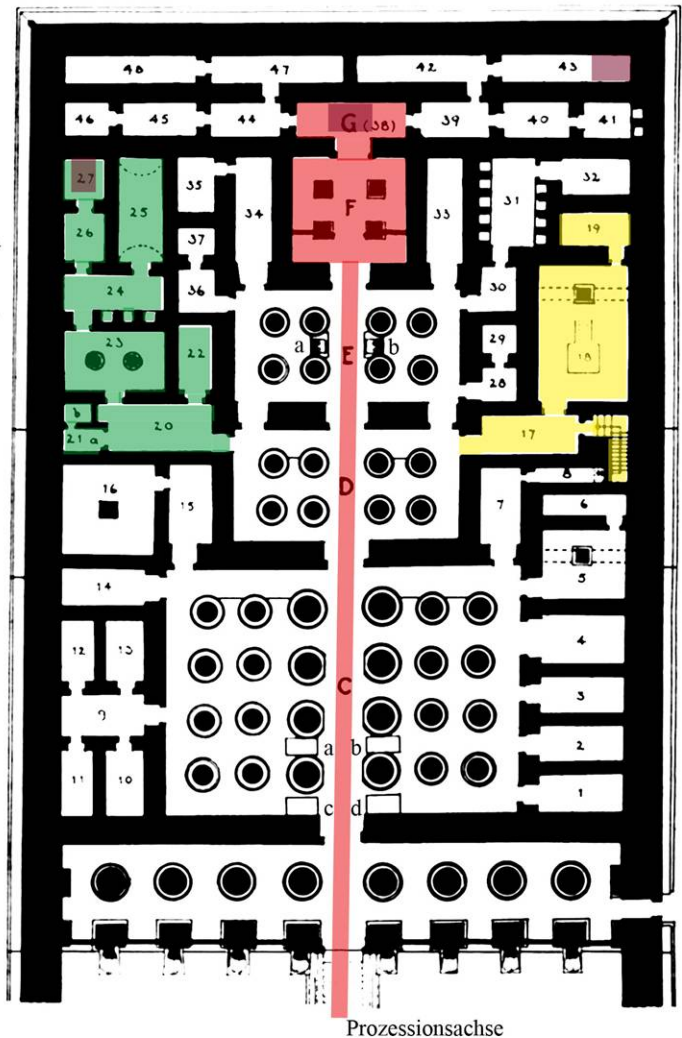 48 47 42 43
46 45 44 G (38) 39 40 41
27 25 35 34 F 33 31 32
26 37 19
24 36 30
23 22 a E b 29 18
28
b 20 17
21 a
16 15 D 7 8
6
14 5
12 13 C 4
9 3
a b 2
11 10 c d 1
Prozessionsachse